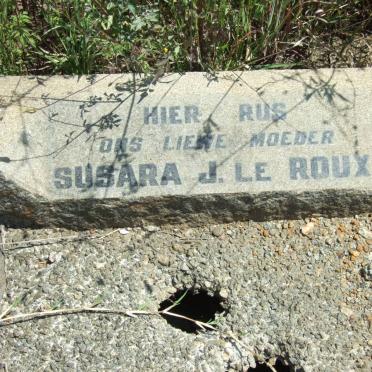 HIER RUS
ONS LIEWE MOEDER
SUSARA J. LE ROUX